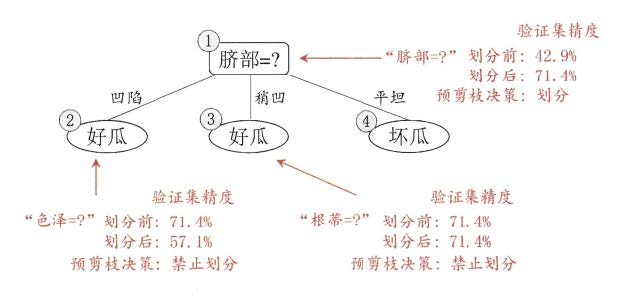 验证集精度
①
脐部=?
“脐部=?” 划分前: 42.9%
划分后: 71.4%
预剪枝决策: 划分
凹陷
稍凹
平坦
②
好瓜
③
好瓜
④
坏瓜
验证集精度
“色泽=?” 划分前: 71.4%
划分后: 57.1%
预剪枝决策: 禁止划分
验证集精度
“根蒂=?” 划分前: 71.4%
划分后: 71.4%
预剪枝决策: 禁止划分